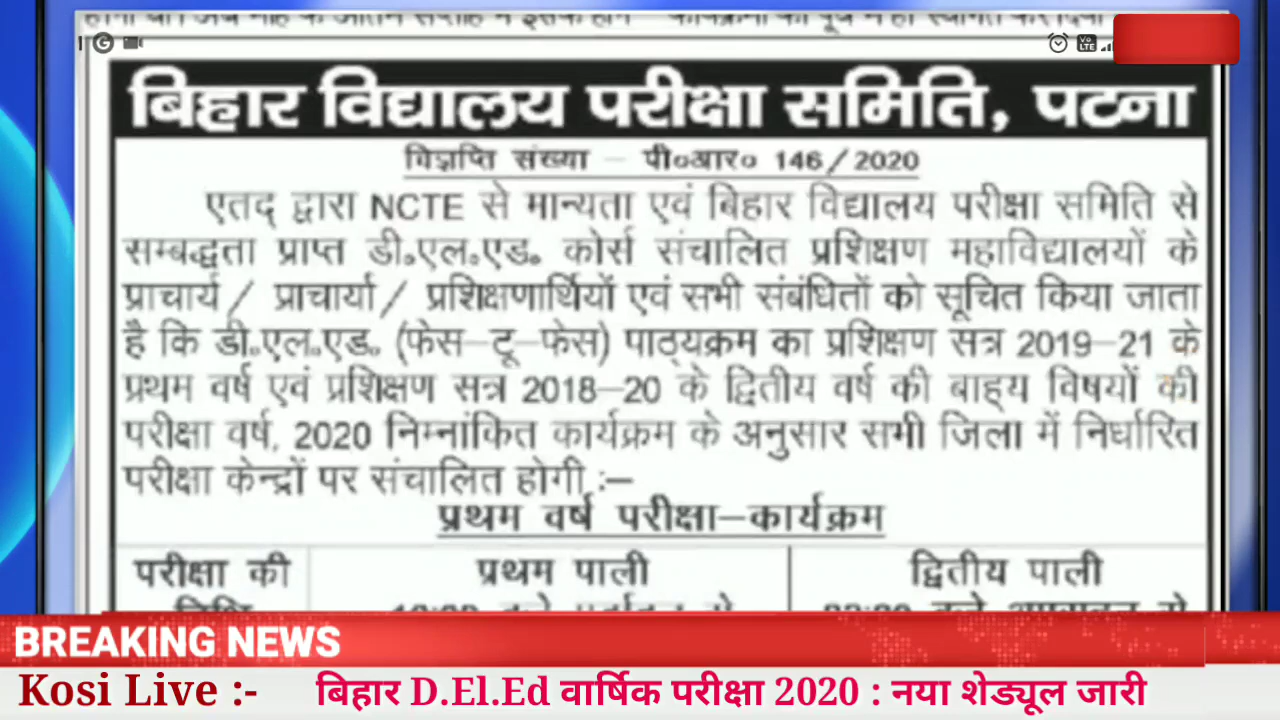 बिहार विद्यालय परीक्षा समिति, पटना
विज्ञप्ति संख्या – पी०आर० 146/2020
एतद् द्वारा NCTE से मान्यता एवं बिहार विद्यालय परीक्षा समिति से
सम्बद्धता प्राप्त डी०एल०एड० कोर्स संचालित प्रशिक्षण महाविद्यालयों के
प्राचार्य/ प्राचार्या/ प्रशिक्षणार्थियों एवं सभी संबंधितों को सूचित किया जाता
है कि डी०एल०एड० (फेस–टू–फेस) पाठ्यक्रम का प्रशिक्षण सत्र 2019–21 के
प्रथम वर्ष एवं प्रशिक्षण सत्र 2018–20 के द्वितीय वर्ष की बाह्य विषयों की
परीक्षा वर्ष, 2020 निम्नांकित कार्यक्रम के अनुसार सभी जिला में निर्धारित
परीक्षा केन्द्रों पर संचालित होगी :–
प्रथम वर्ष परीक्षा–कार्यक्रम
परीक्षा की प्रथम पाली द्वितीय पाली
BREAKING NEWS
Kosi Live :- बिहार D.El.Ed वार्षिक परीक्षा 2020 : नया शेड्यूल जारी